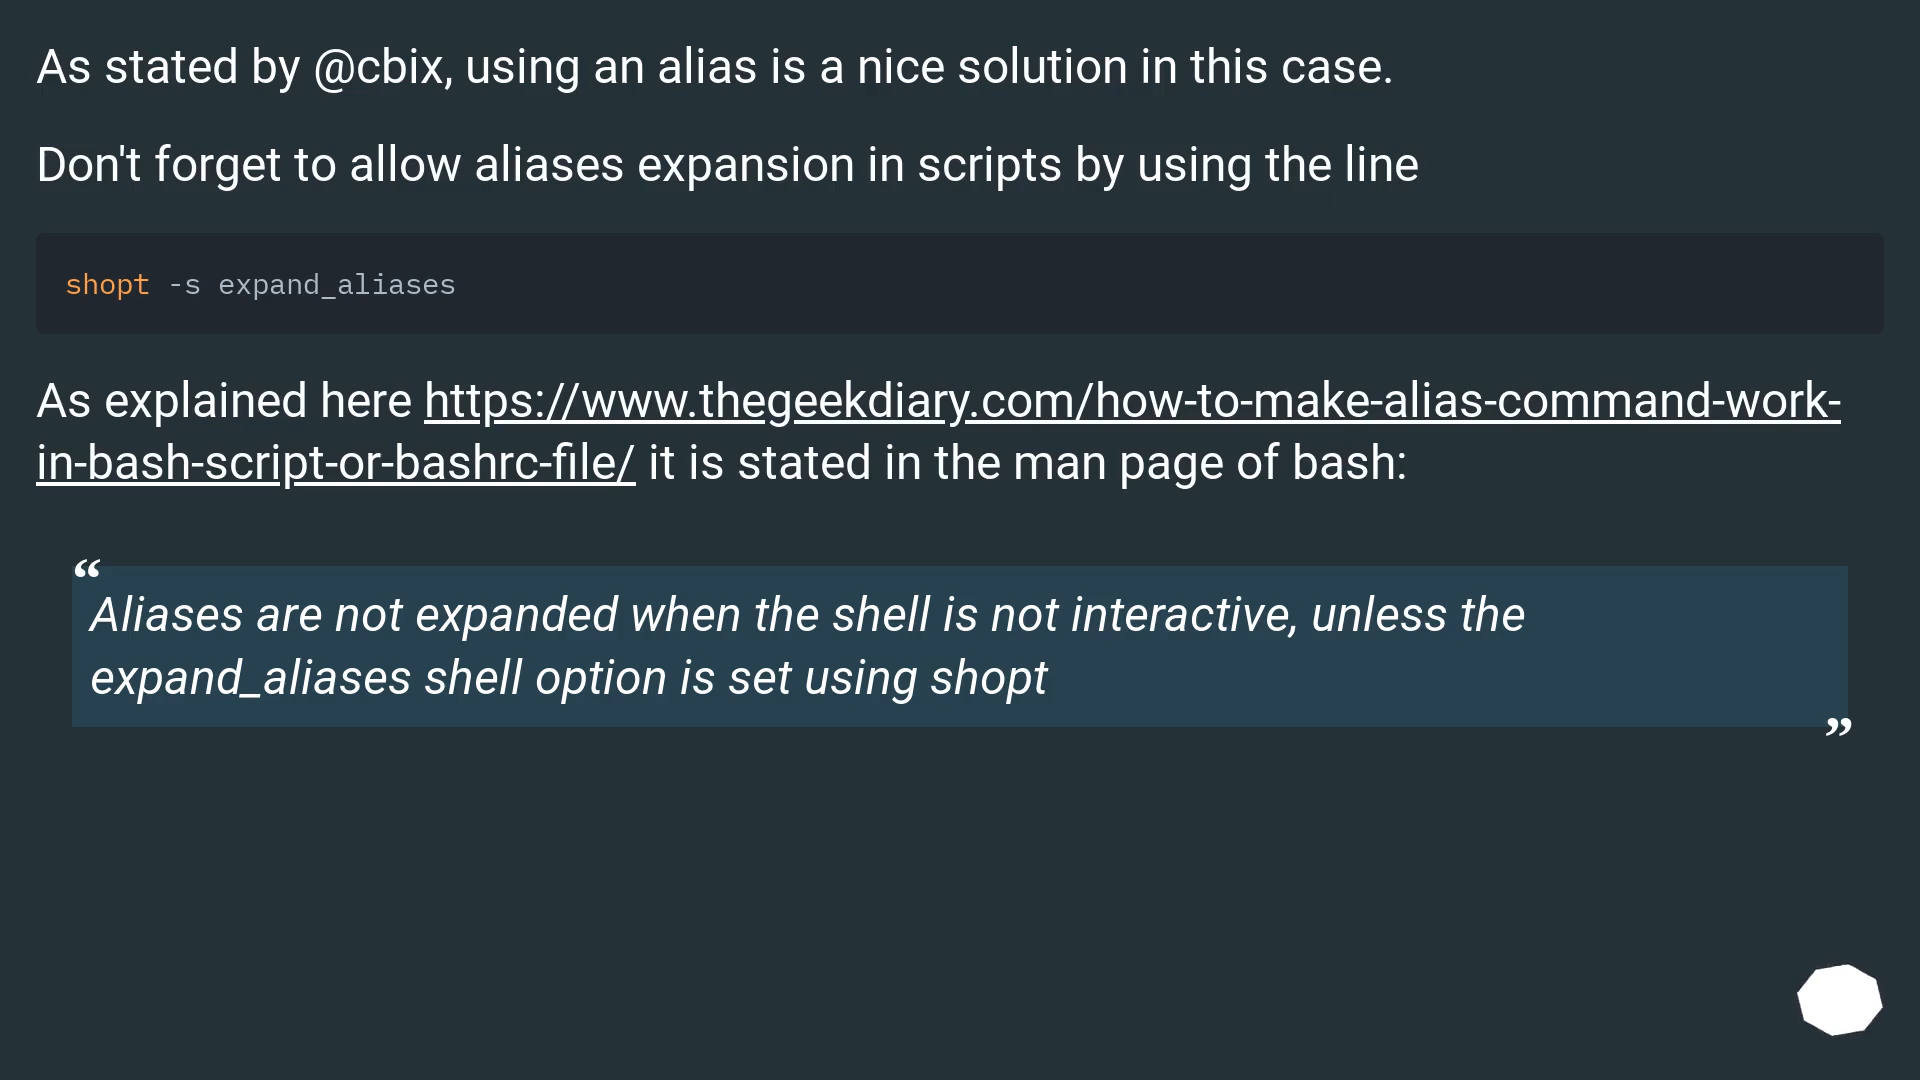 As stated by @cbix, using an alias is a nice solution in this case.
Don't forget to allow aliases expansion in scripts by using the line
shopt -s expand_aliases
As explained here https://www.thegeekdiary.com/how-to-make-alias-command-work-
in-bash-script-or-bashrc-file/ it is stated in the man page of bash:
“
Aliases are not expanded when the shell is not interactive, unless the
expand_aliases shell option is set using shopt
”